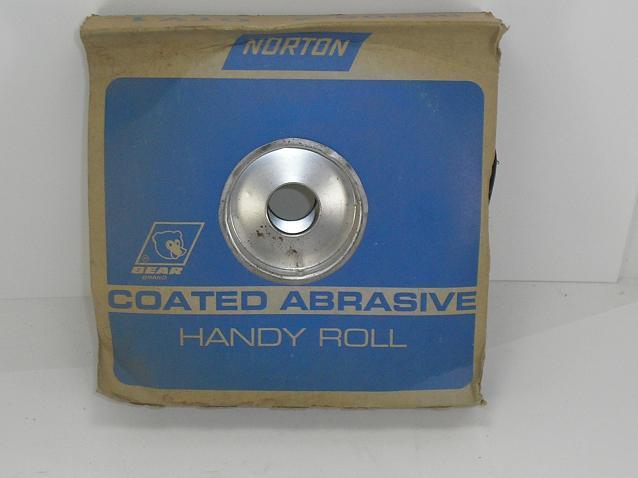 NORTON
®
BEAR
BRAND
COATED ABRASIVE
HANDY ROLL